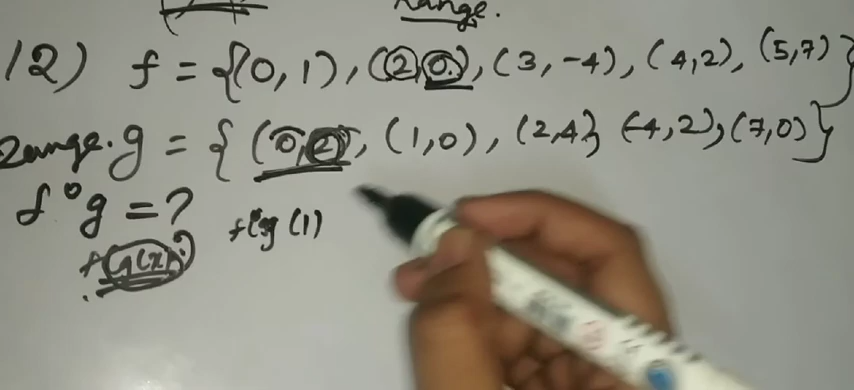 Range.
12) f = {(0,1), (2,0), (3,-4), (4,2), (5,7)}
Range. g = { (0,2), (1,0), (2,4} (-4,2), (7,0)}
f°g = ?
f(g(1)
f(g(x))